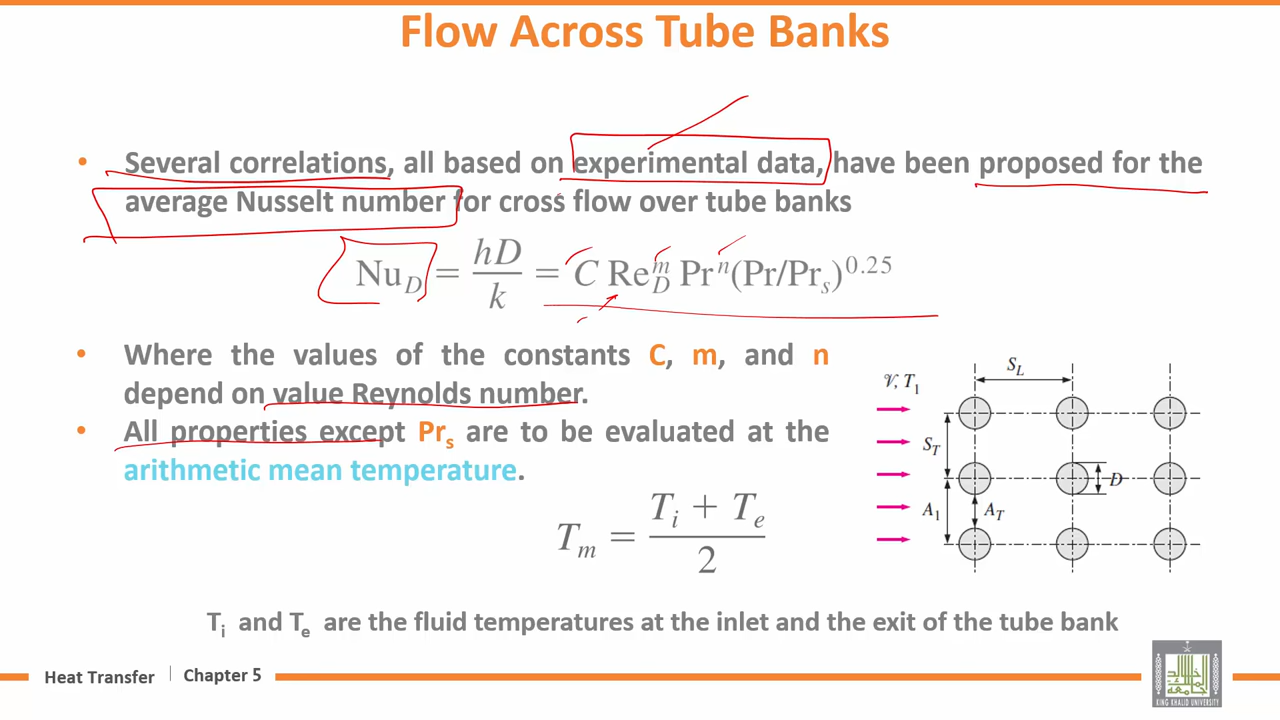 Flow Across Tube Banks
• Several correlations, all based on experimental data, have been proposed for the
average Nusselt number for cross flow over tube banks
Nu_D = hD/k = C Re_D^m Pr^n (Pr/Pr_s)^0.25
• Where the values of the constants C, m, and n
depend on value Reynolds number.
• All properties except Pr_s are to be evaluated at the
arithmetic mean temperature.
T_m = (T_i + T_e)/2
𝒱, T_1
S_L
S_T
D
A_1
A_T
T_i and T_e are the fluid temperatures at the inlet and the exit of the tube bank
Heat Transfer | Chapter 5
KING KHALID UNIVERSITY